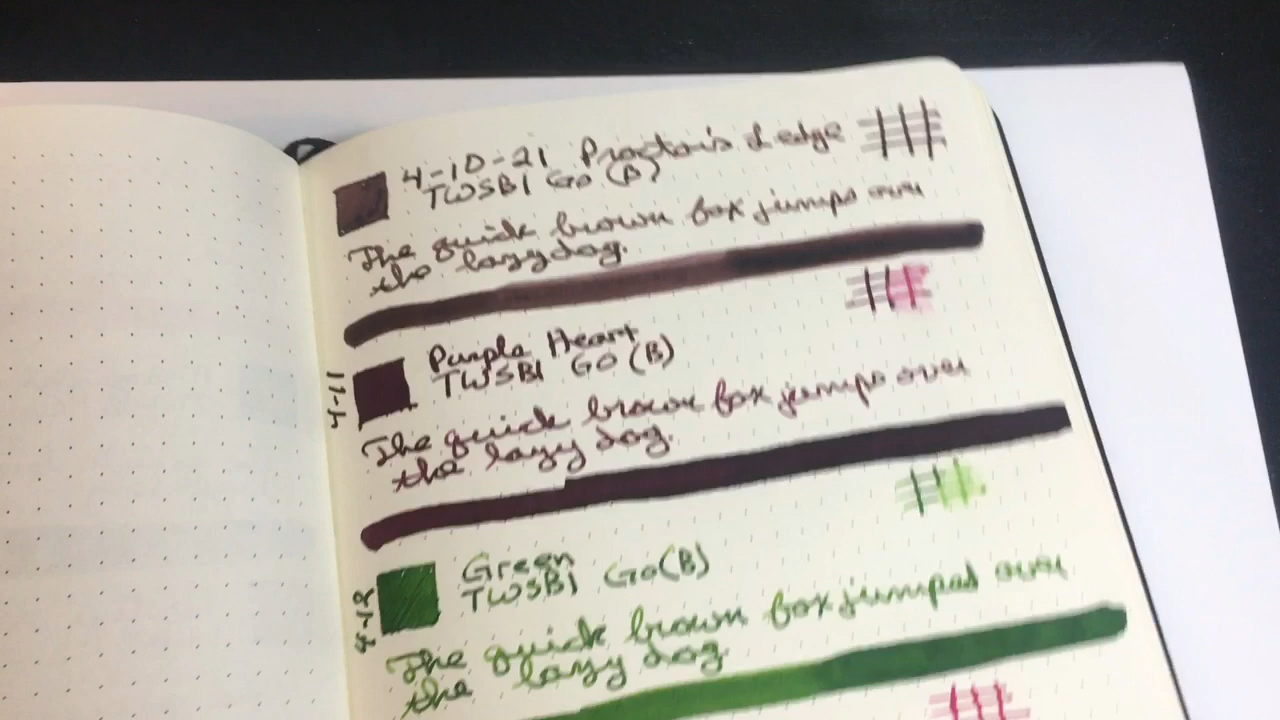 4-10-21 Proctor's Ledge
TWSBI Go (B)
The quick brown fox jumps over
the lazy dog.
4-11
Purple Heart
TWSBI GO (B)
The quick brown fox jumps over
the lazy dog.
Green
TWSBI Go (B)
The quick brown fox jumped over
the lazy dog.